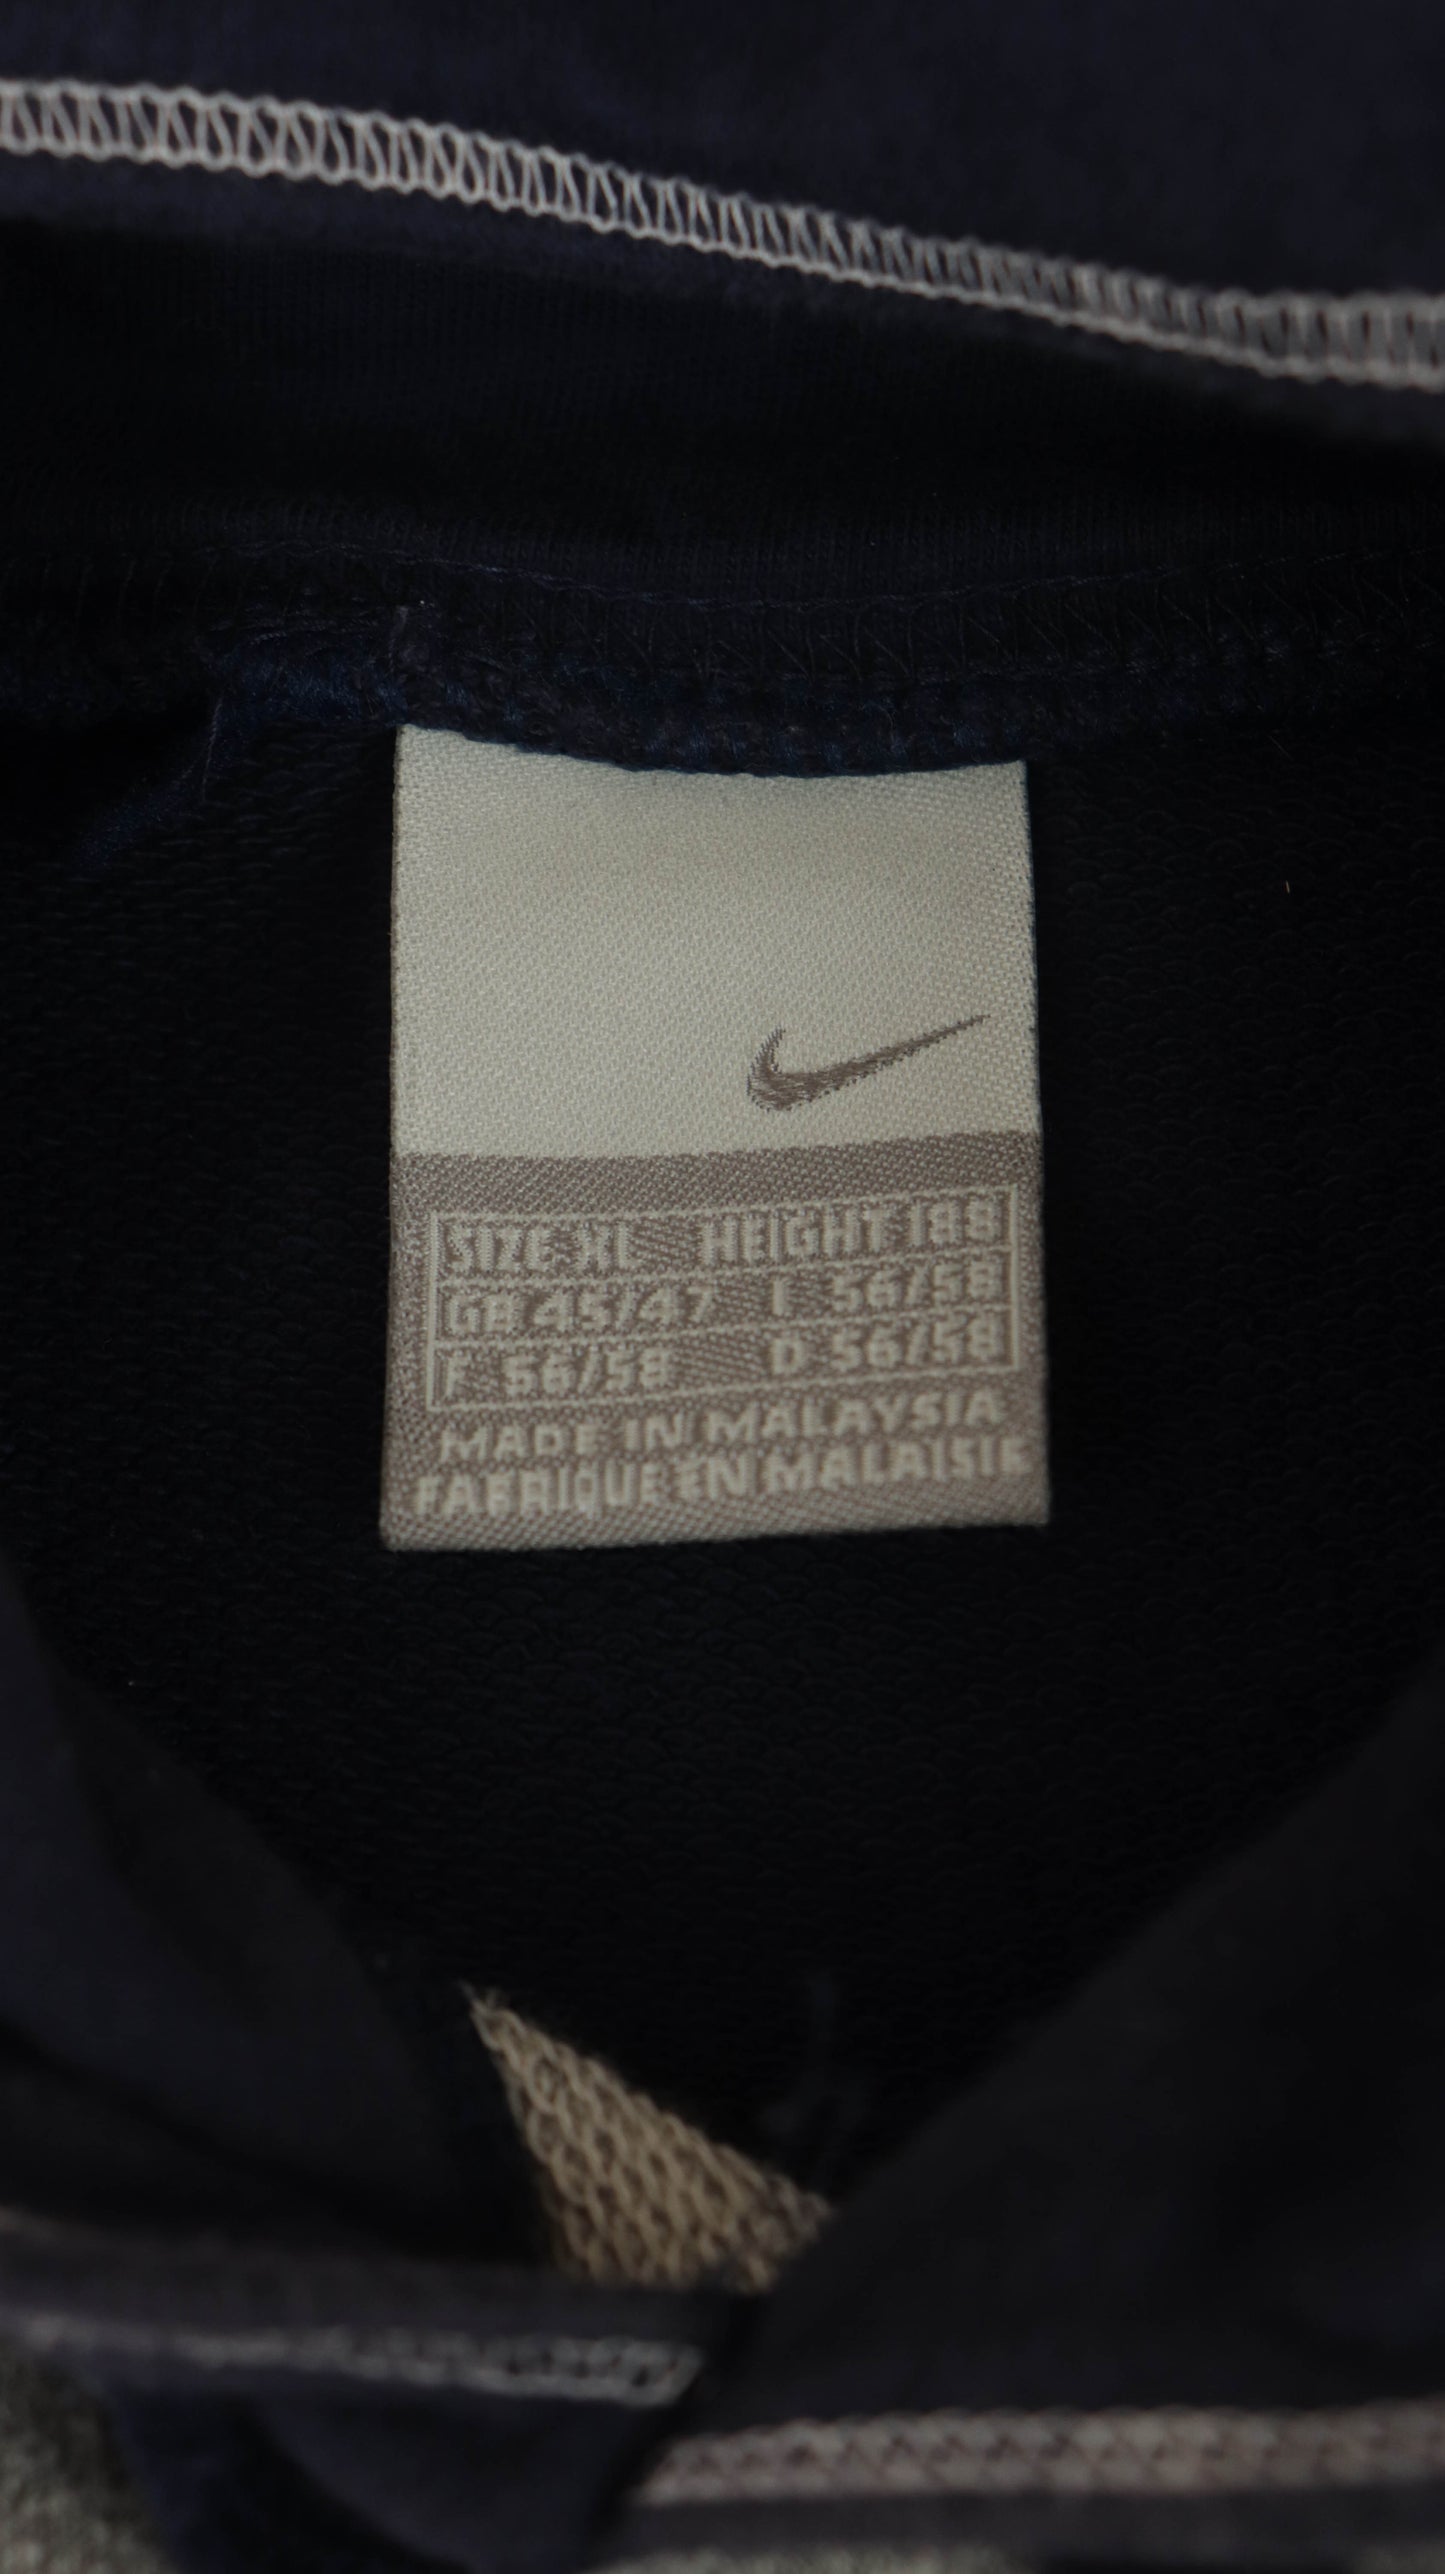 SIZE XL HEIGHT 188
GB 45/47 I 56/58
F 56/58 D 56/58
MADE IN MALAYSIA
FABRIQUE EN MALAISIE